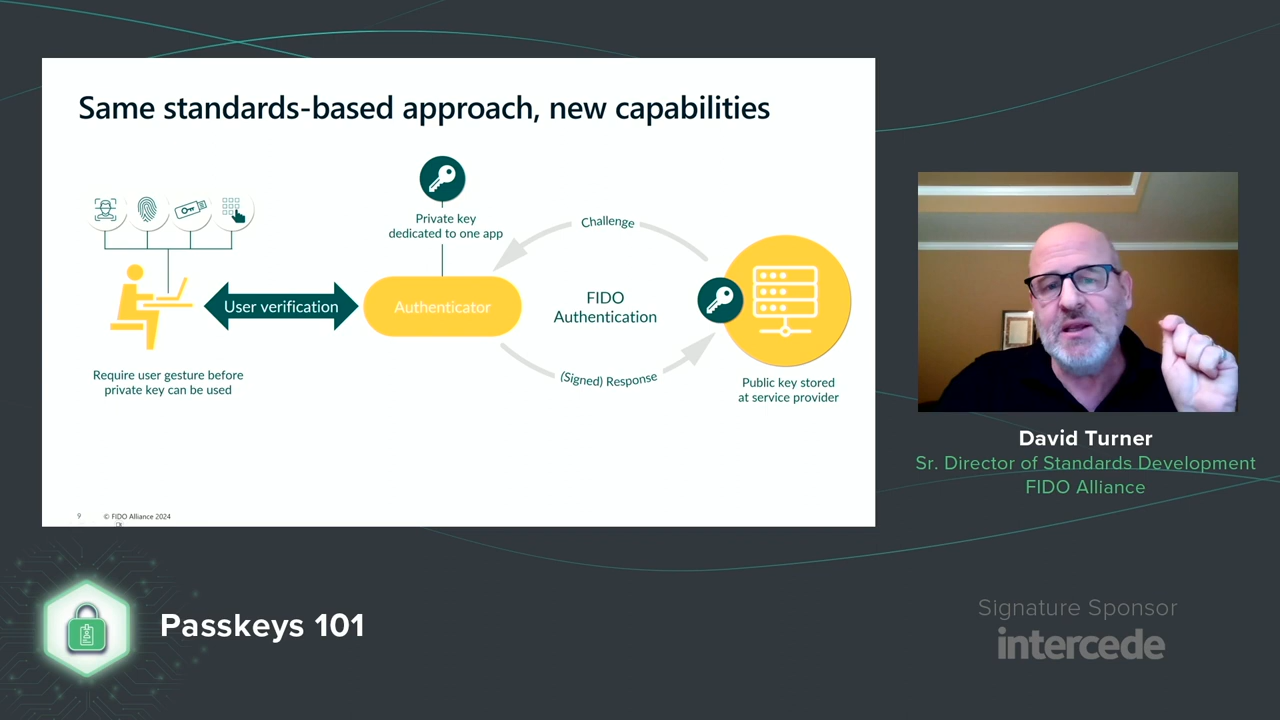 Same standards-based approach, new capabilities
Private key
dedicated to one app
Challenge
User verification
Authenticator
FIDO
Authentication
(Signed) Response
Require user gesture before
private key can be used
Public key stored
at service provider
9
© FIDO Alliance 2024
David Turner
Sr. Director of Standards Development
FIDO Alliance
Passkeys 101
Signature Sponsor
intercede